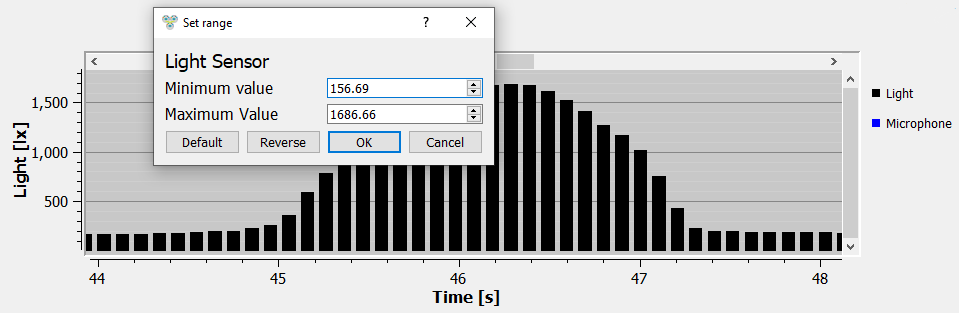 Set range
?
Light Sensor
Minimum value
156.69
Maximum Value
1686.66
Default
Reverse
OK
Cancel
Light
Microphone
1,500
1,000
500
Light [lx]
44
45
46
47
48
Time [s]